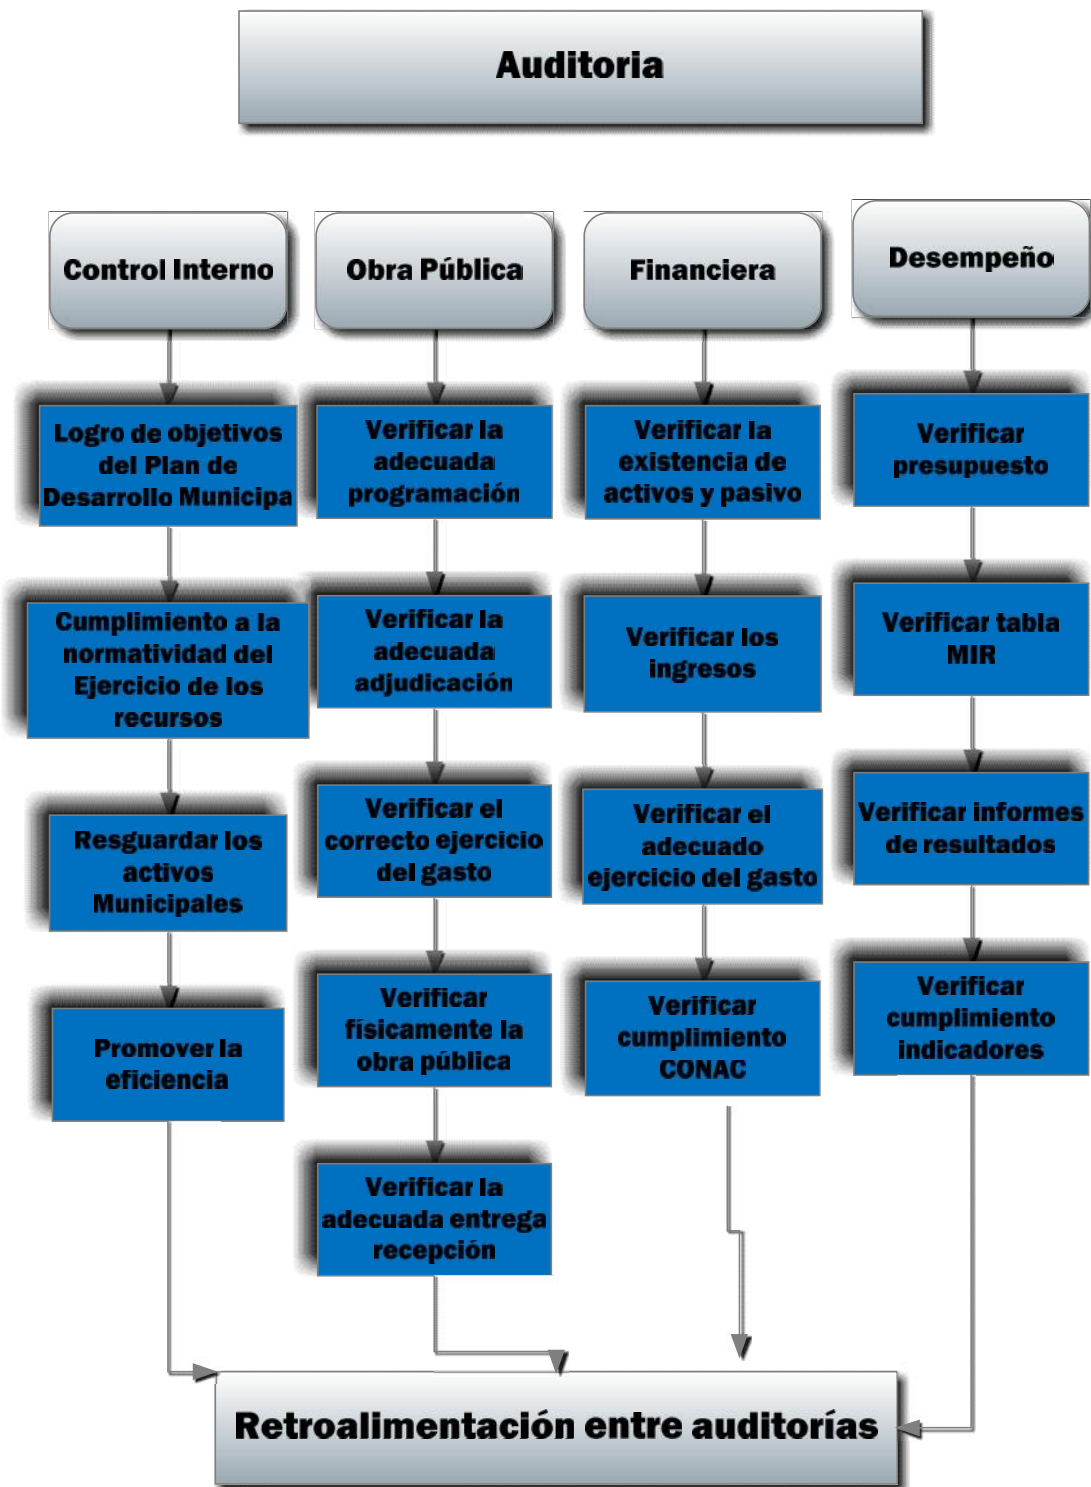 Auditoria
Control Interno
Logro de objetivos
del Plan de
Desarrollo Municipa
Cumplimiento a la
normatividad del
Ejercicio de los
recursos
Resguardar los
activos
Municipales
Promover la
eficiencia
Obra Pública
Verificar la
adecuada
programación
Verificar la
adecuada
adjudicación
Verificar el
correcto ejercicio
del gasto
Verificar
físicamente la
obra pública
Verificar la
adecuada entrega
recepción
Financiera
Verificar la
existencia de
activos y pasivo
Verificar los
ingresos
Verificar el
adecuado
ejercicio del gasto
Verificar
cumplimiento
CONAC
Desempeño
Verificar
presupuesto
Verificar tabla
MIR
Verificar informes
de resultados
Verificar
cumplimiento
indicadores
Retroalimentación entre auditorías